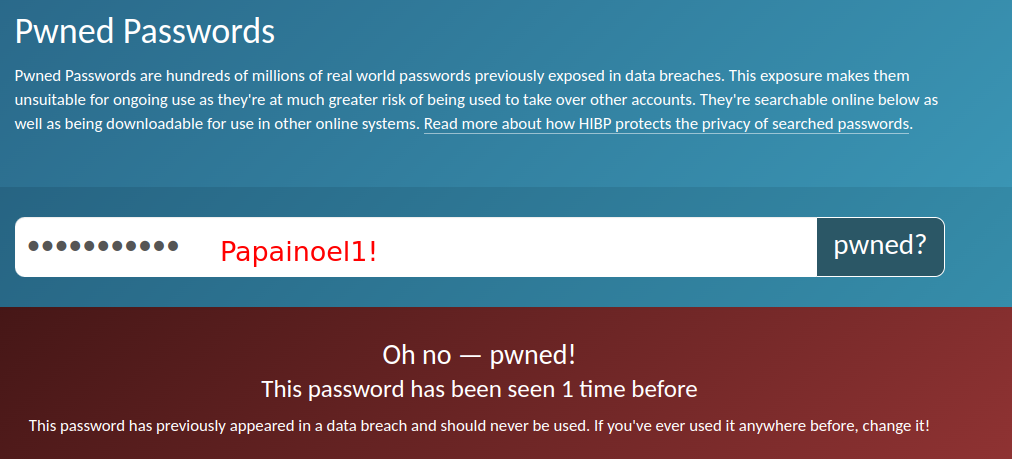 Pwned Passwords
Pwned Passwords are hundreds of millions of real world passwords previously exposed in data breaches. This exposure makes them
unsuitable for ongoing use as they're at much greater risk of being used to take over other accounts. They're searchable online below as
well as being downloadable for use in other online systems. Read more about how HIBP protects the privacy of searched passwords.
••••••••••• Papainoel1! pwned?
Oh no — pwned!
This password has been seen 1 time before
This password has previously appeared in a data breach and should never be used. If you've ever used it anywhere before, change it!